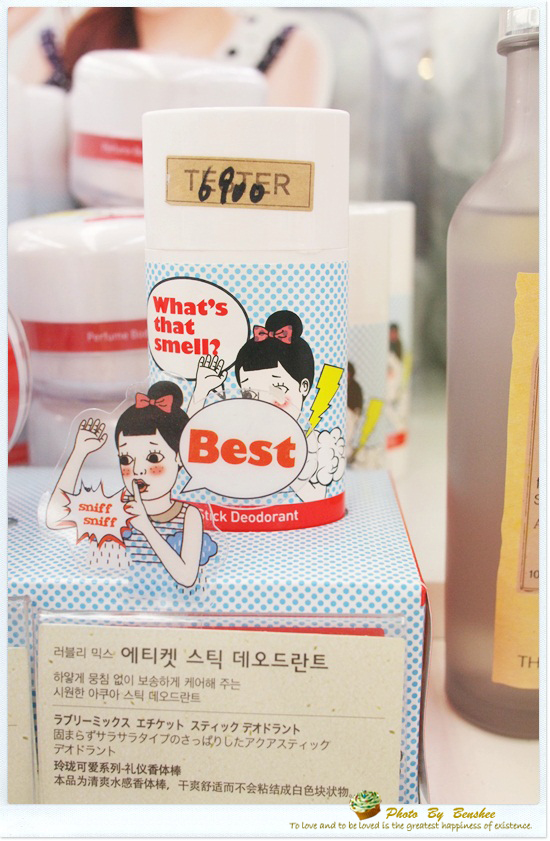 TESTER
6900
What's
that
smell?
Best
sniff
sniff
Stick Deodorant
Perfume Bo
러블리 믹스 에티켓 스틱 데오드란트
하얗게 뭉침 없이 보송하게 케어해 주는
시원한 아쿠아 스틱 데오드란트
ラブリーミックス エチケット スティックデオドラント
固まらずサラサラタイプのさっぱりしたアクアスティック
デオドラント
玲珑可爱系列-礼仪香体棒
本品为清爽水感香体棒，干爽舒适而不会粘结成白色块状物。
TH
Photo By Benshee
To love and to be loved is the greatest happiness of existence.